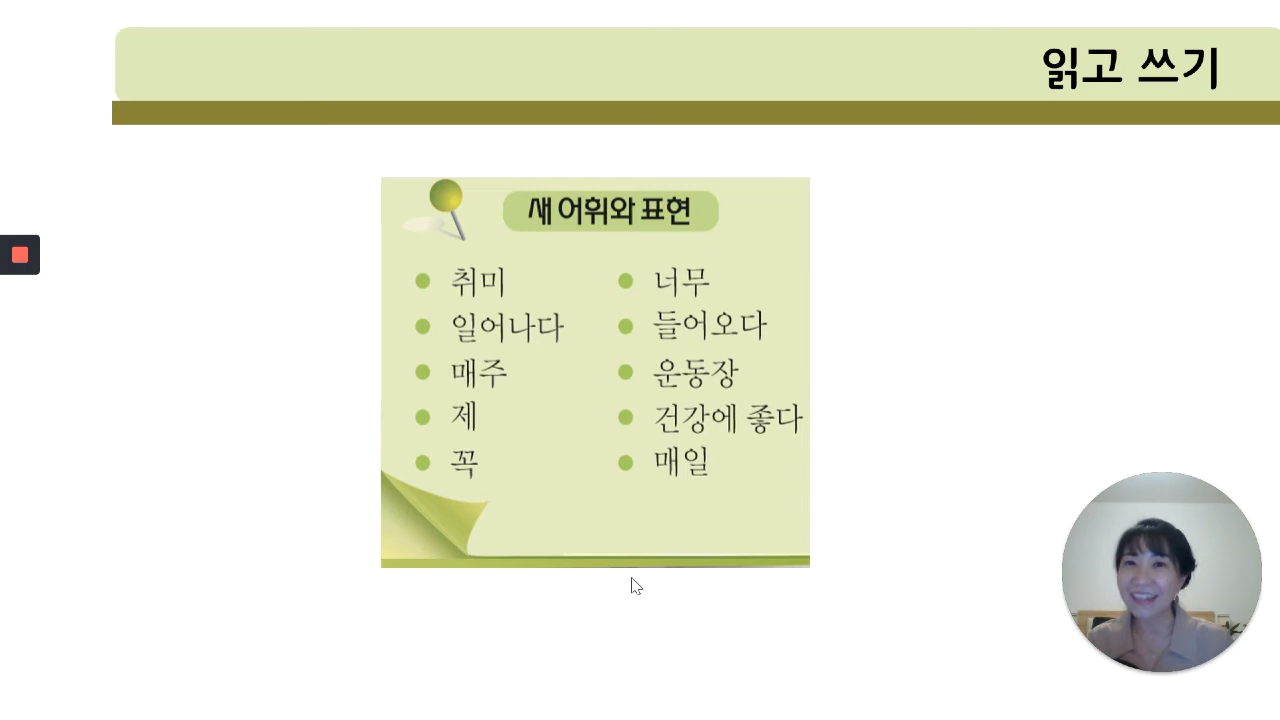 읽고 쓰기
새 어휘와 표현
취미
일어나다
매주
제
꼭
너무
들어오다
운동장
건강에 좋다
매일